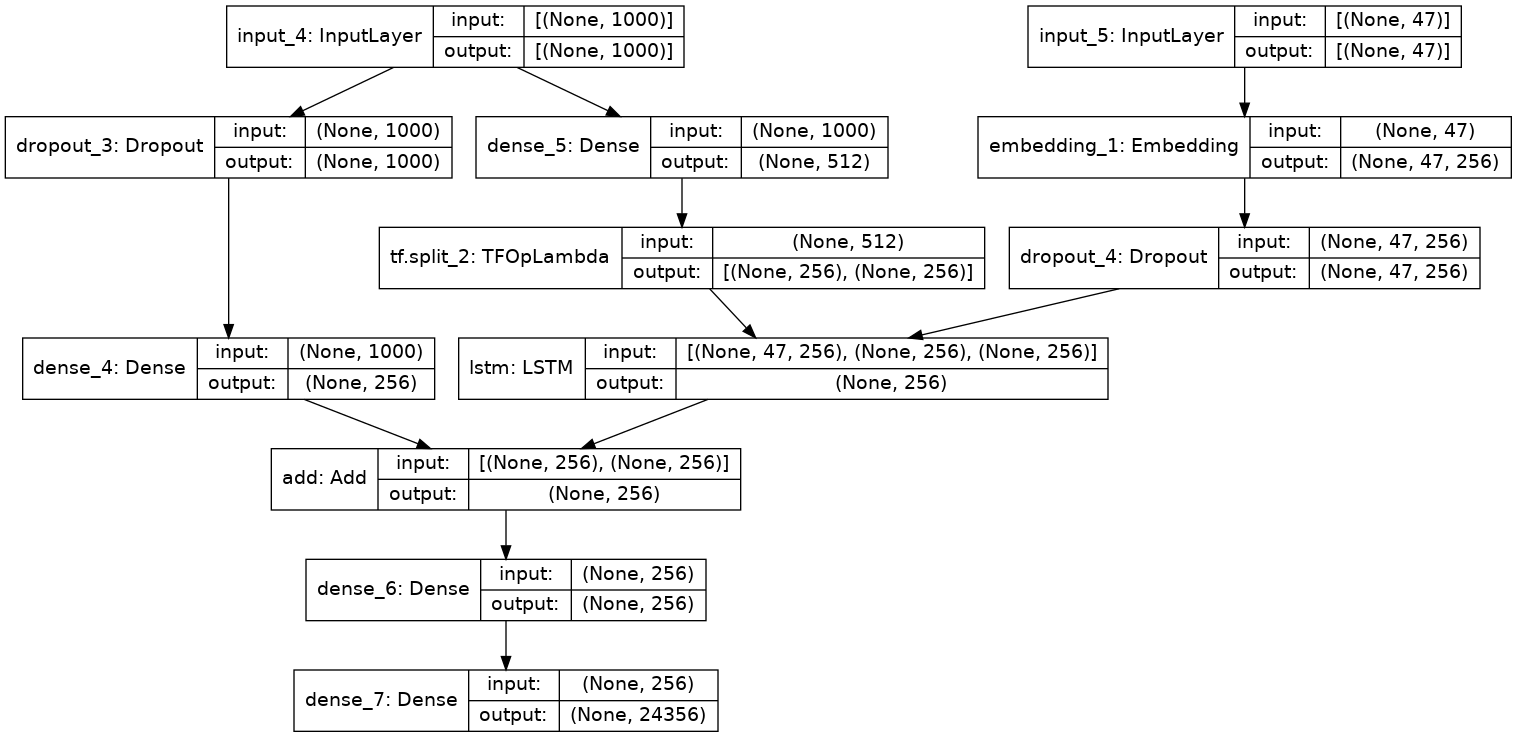 input_4: InputLayer
input: [(None, 1000)]
output: [(None, 1000)]
input_5: InputLayer
input: [(None, 47)]
output: [(None, 47)]
dropout_3: Dropout
input: (None, 1000)
output: (None, 1000)
dense_5: Dense
input: (None, 1000)
output: (None, 512)
embedding_1: Embedding
input: (None, 47)
output: (None, 47, 256)
tf.split_2: TFOpLambda
input: (None, 512)
output: [(None, 256), (None, 256)]
dropout_4: Dropout
input: (None, 47, 256)
output: (None, 47, 256)
dense_4: Dense
input: (None, 1000)
output: (None, 256)
lstm: LSTM
input: [(None, 47, 256), (None, 256), (None, 256)]
output: (None, 256)
add: Add
input: [(None, 256), (None, 256)]
output: (None, 256)
dense_6: Dense
input: (None, 256)
output: (None, 256)
dense_7: Dense
input: (None, 256)
output: (None, 24356)